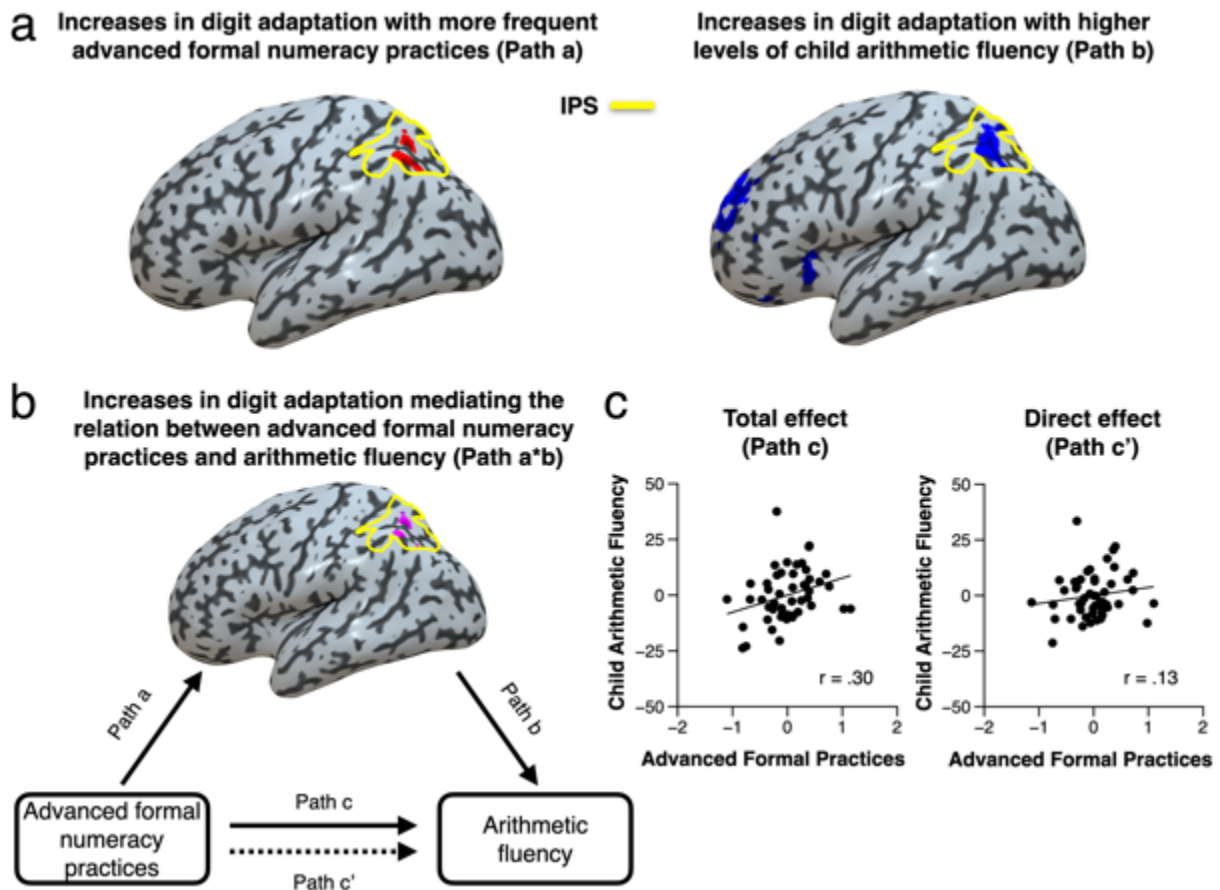 a
Increases in digit adaptation with more frequent
advanced formal numeracy practices (Path a)
Increases in digit adaptation with higher
levels of child arithmetic fluency (Path b)
IPS
b
Increases in digit adaptation mediating the
relation between advanced formal numeracy
practices and arithmetic fluency (Path a*b)
Path a
Path b
Advanced formal
numeracy
practices
Path c
Path c'
Arithmetic
fluency
c
Total effect
(Path c)
Child Arithmetic Fluency
50
25
0
−25
−50
r = .30
−2 −1 0 1 2
Advanced Formal Practices
Direct effect
(Path c')
Child Arithmetic Fluency
50
25
0
−25
−50
r = .13
−2 −1 0 1 2
Advanced Formal Practices